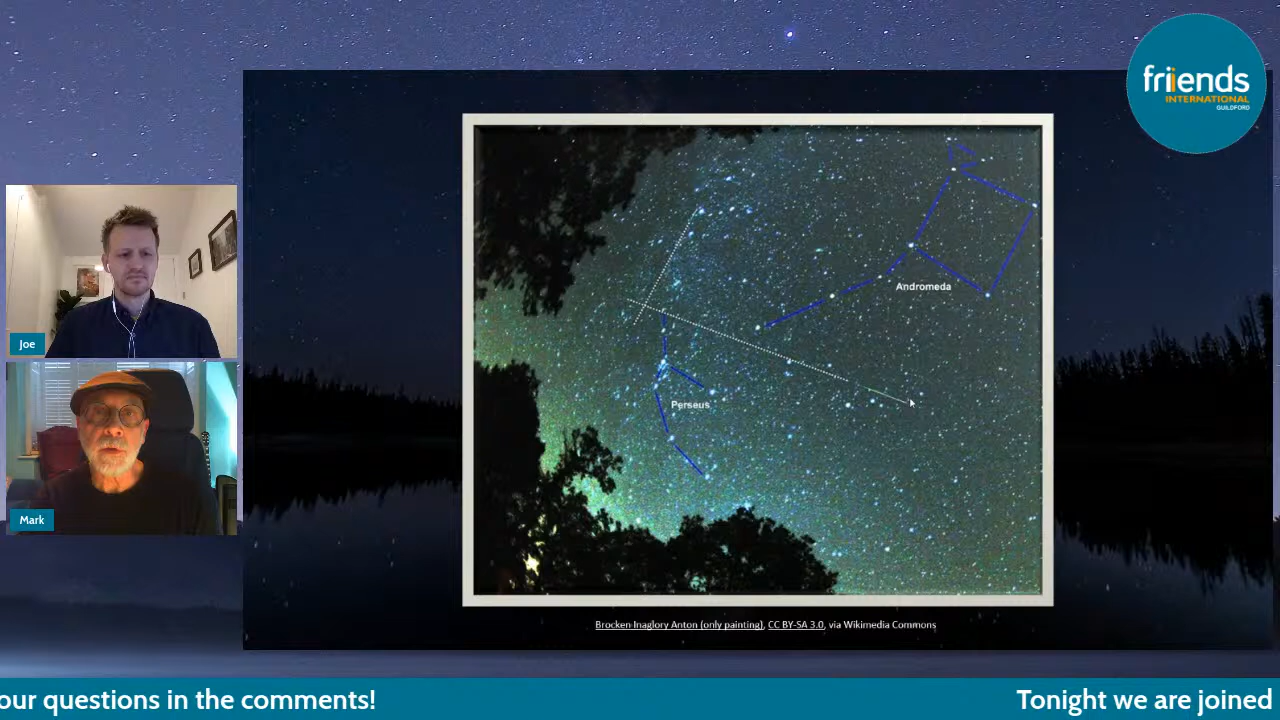 friends
INTERNATIONAL
GUILDFORD
Andromeda
Perseus
Joe
Mark
Brocken Inaglory Anton (only painting), CC BY-SA 3.0, via Wikimedia Commons
our questions in the comments!
Tonight we are joined